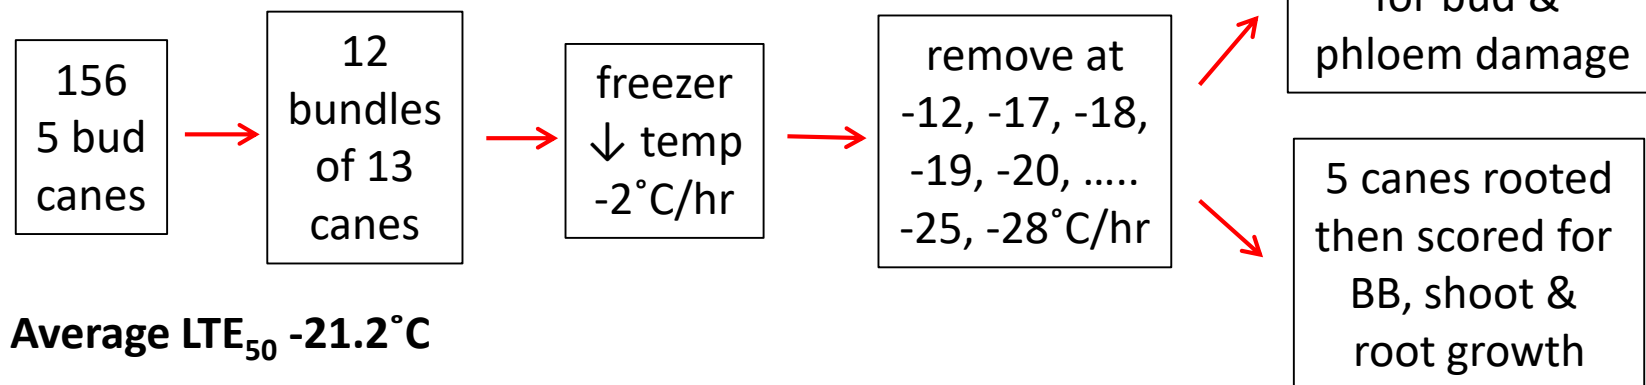 156
5 bud
canes
12
bundles
of 13
canes
freezer
↓ temp
-2˚C/hr
remove at
-12, -17, -18,
-19, -20, …..
-25, -28˚C/hr
for bud &
phloem damage
5 canes rooted
then scored for
BB, shoot &
root growth
Average LTE50 -21.2˚C